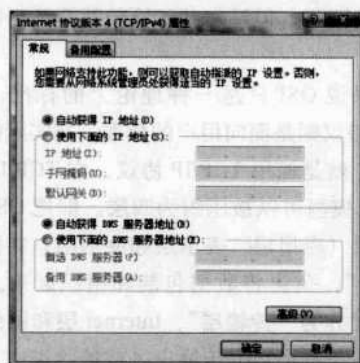 Internet 协议版本 4 (TCP/IPv4) 属性
常规 备用配置
如果网络支持此功能,则可以获取自动指派的 IP 设置。否则,
您需要从网络系统管理员处获得适当的 IP 设置。
自动获得 IP 地址(O)
使用下面的 IP 地址(S):
IP 地址(I):
子网掩码(U):
默认网关(D):
自动获得 DNS 服务器地址(B)
使用下面的 DNS 服务器地址(E):
首选 DNS 服务器(P):
备用 DNS 服务器(A):
高级(V)...
确定 取消